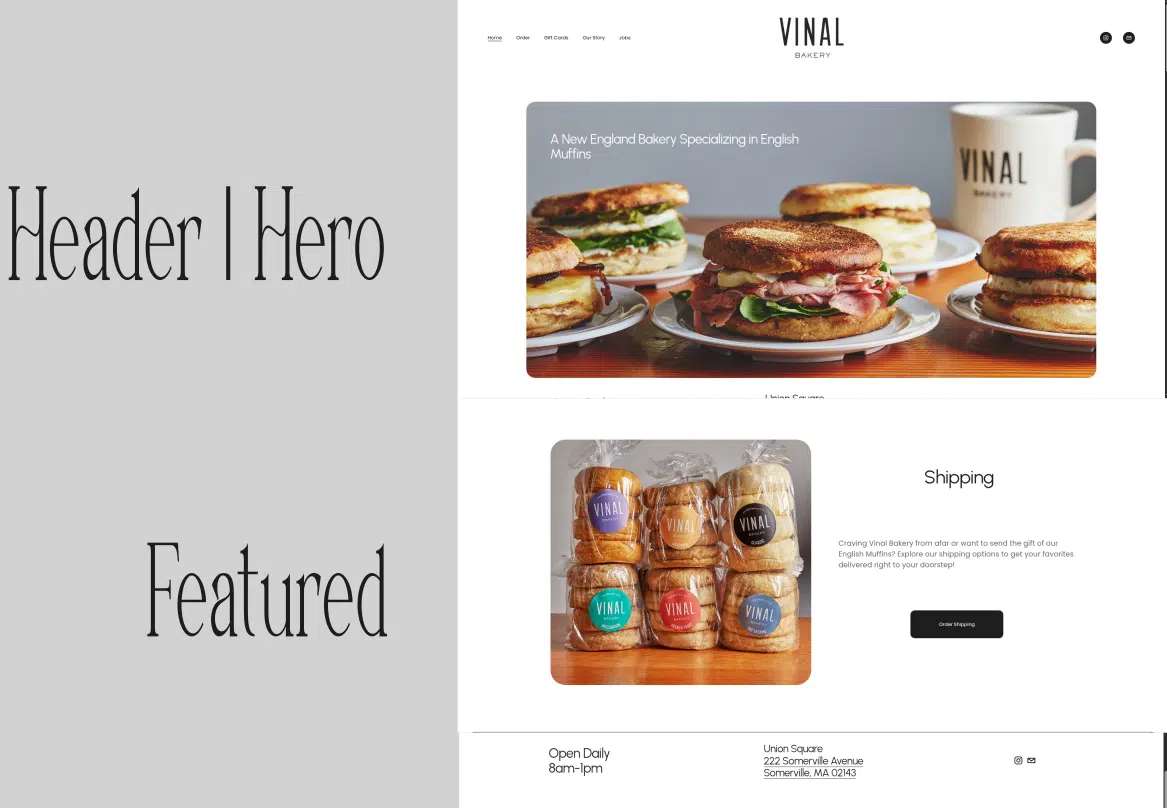 Home Order Gift Cards Our Story Jobs
VINAL
BAKERY
Header | Hero
A New England Bakery Specializing in English
Muffins
VINAL
BAKERY
Union Square
Featured
VINAL
VINAL
VINAL
VINAL
VINAL
VINAL
Shipping
Craving Vinal Bakery from afar or want to send the gift of our
English Muffins? Explore our shipping options to get your favorites
delivered right to your doorstep!
Order Shipping
Open Daily
8am-1pm
Union Square
222 Somerville Avenue
Somerville, MA 02143